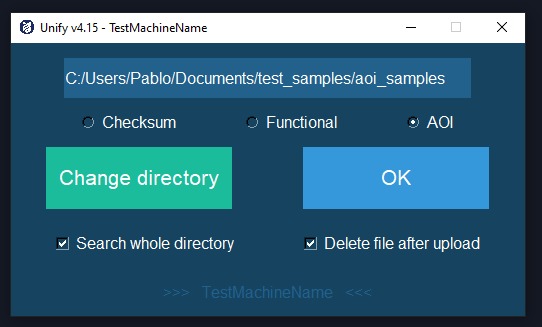 Unify v4.15 - TestMachineName
C:/Users/Pablo/Documents/test_samples/aoi_samples
Checksum Functional AOI
Change directory OK
Search whole directory Delete file after upload
>>> TestMachineName <<<